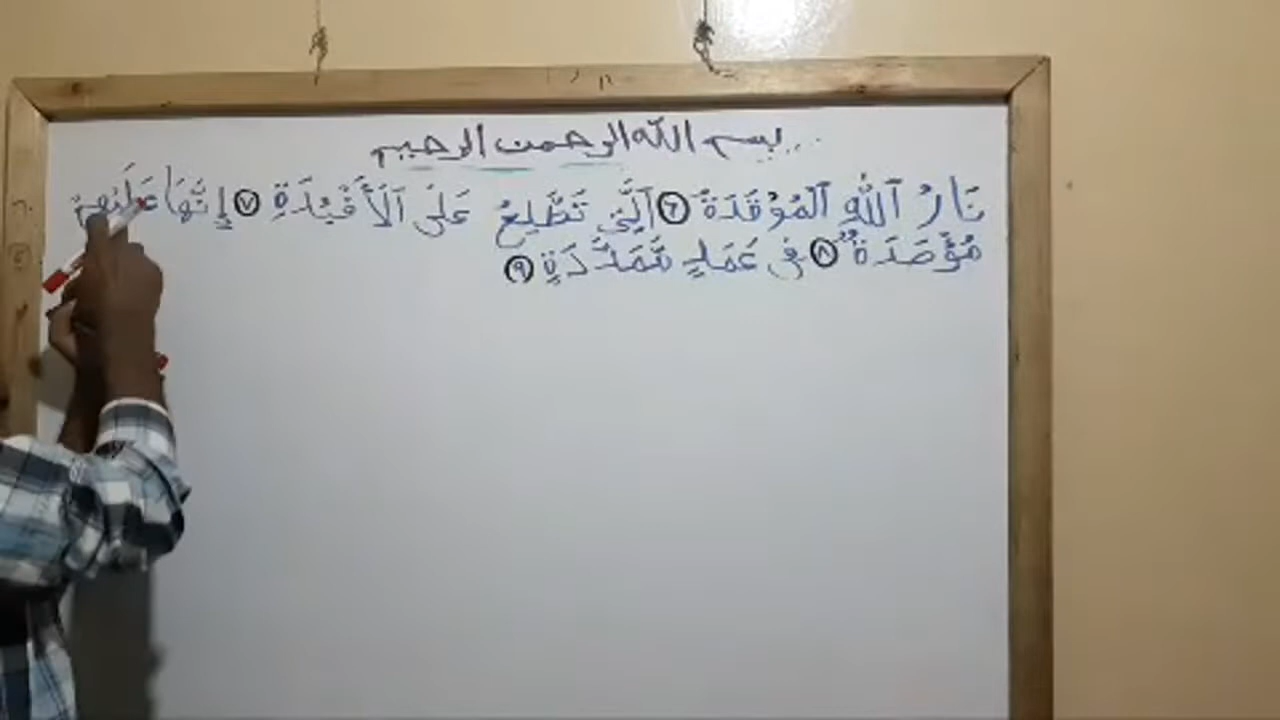 بسم الله الرحمن الرحيم
نَارُ ٱللَّهِ ٱلْمُوقَدَةُ ٦ ٱلَّتِى تَطَّلِعُ عَلَى ٱلْأَفْـِٔدَةِ ٧ إِنَّهَا عَلَيْهِمْ
مُّؤْصَدَةٌ ٨ فِى عَمَدٍ مُّمَدَّدَةٍ ٩